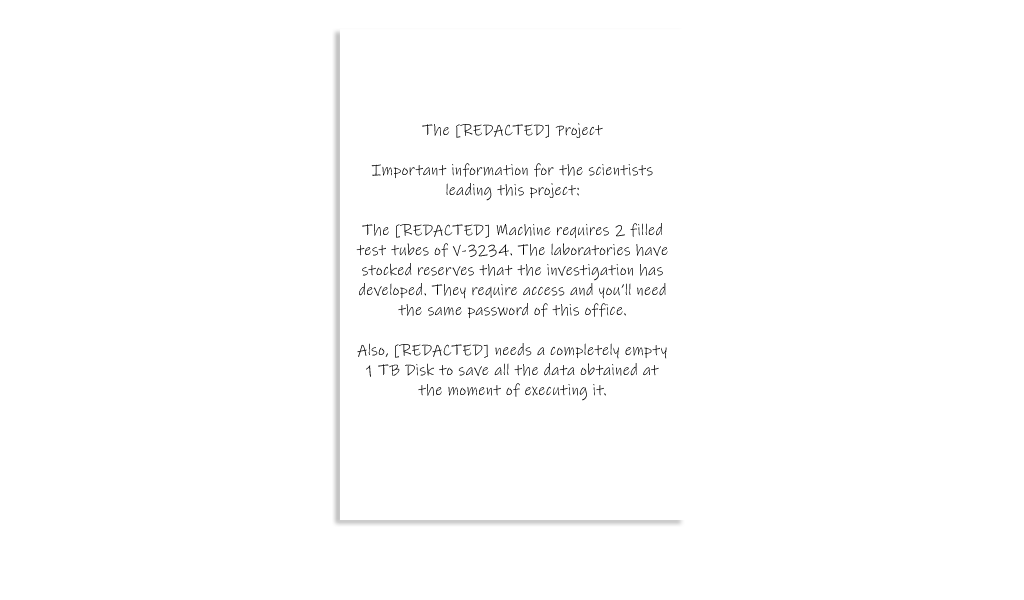 The [REDACTED] Project
Important information for the scientists
leading this project:
The [REDACTED] Machine requires 2 filled
test tubes of V-3234. The laboratories have
stocked reserves that the investigation has
developed. They require access and you'll need
the same password of this office.
Also, [REDACTED] needs a completely empty
1 TB Disk to save all the data obtained at
the moment of executing it.